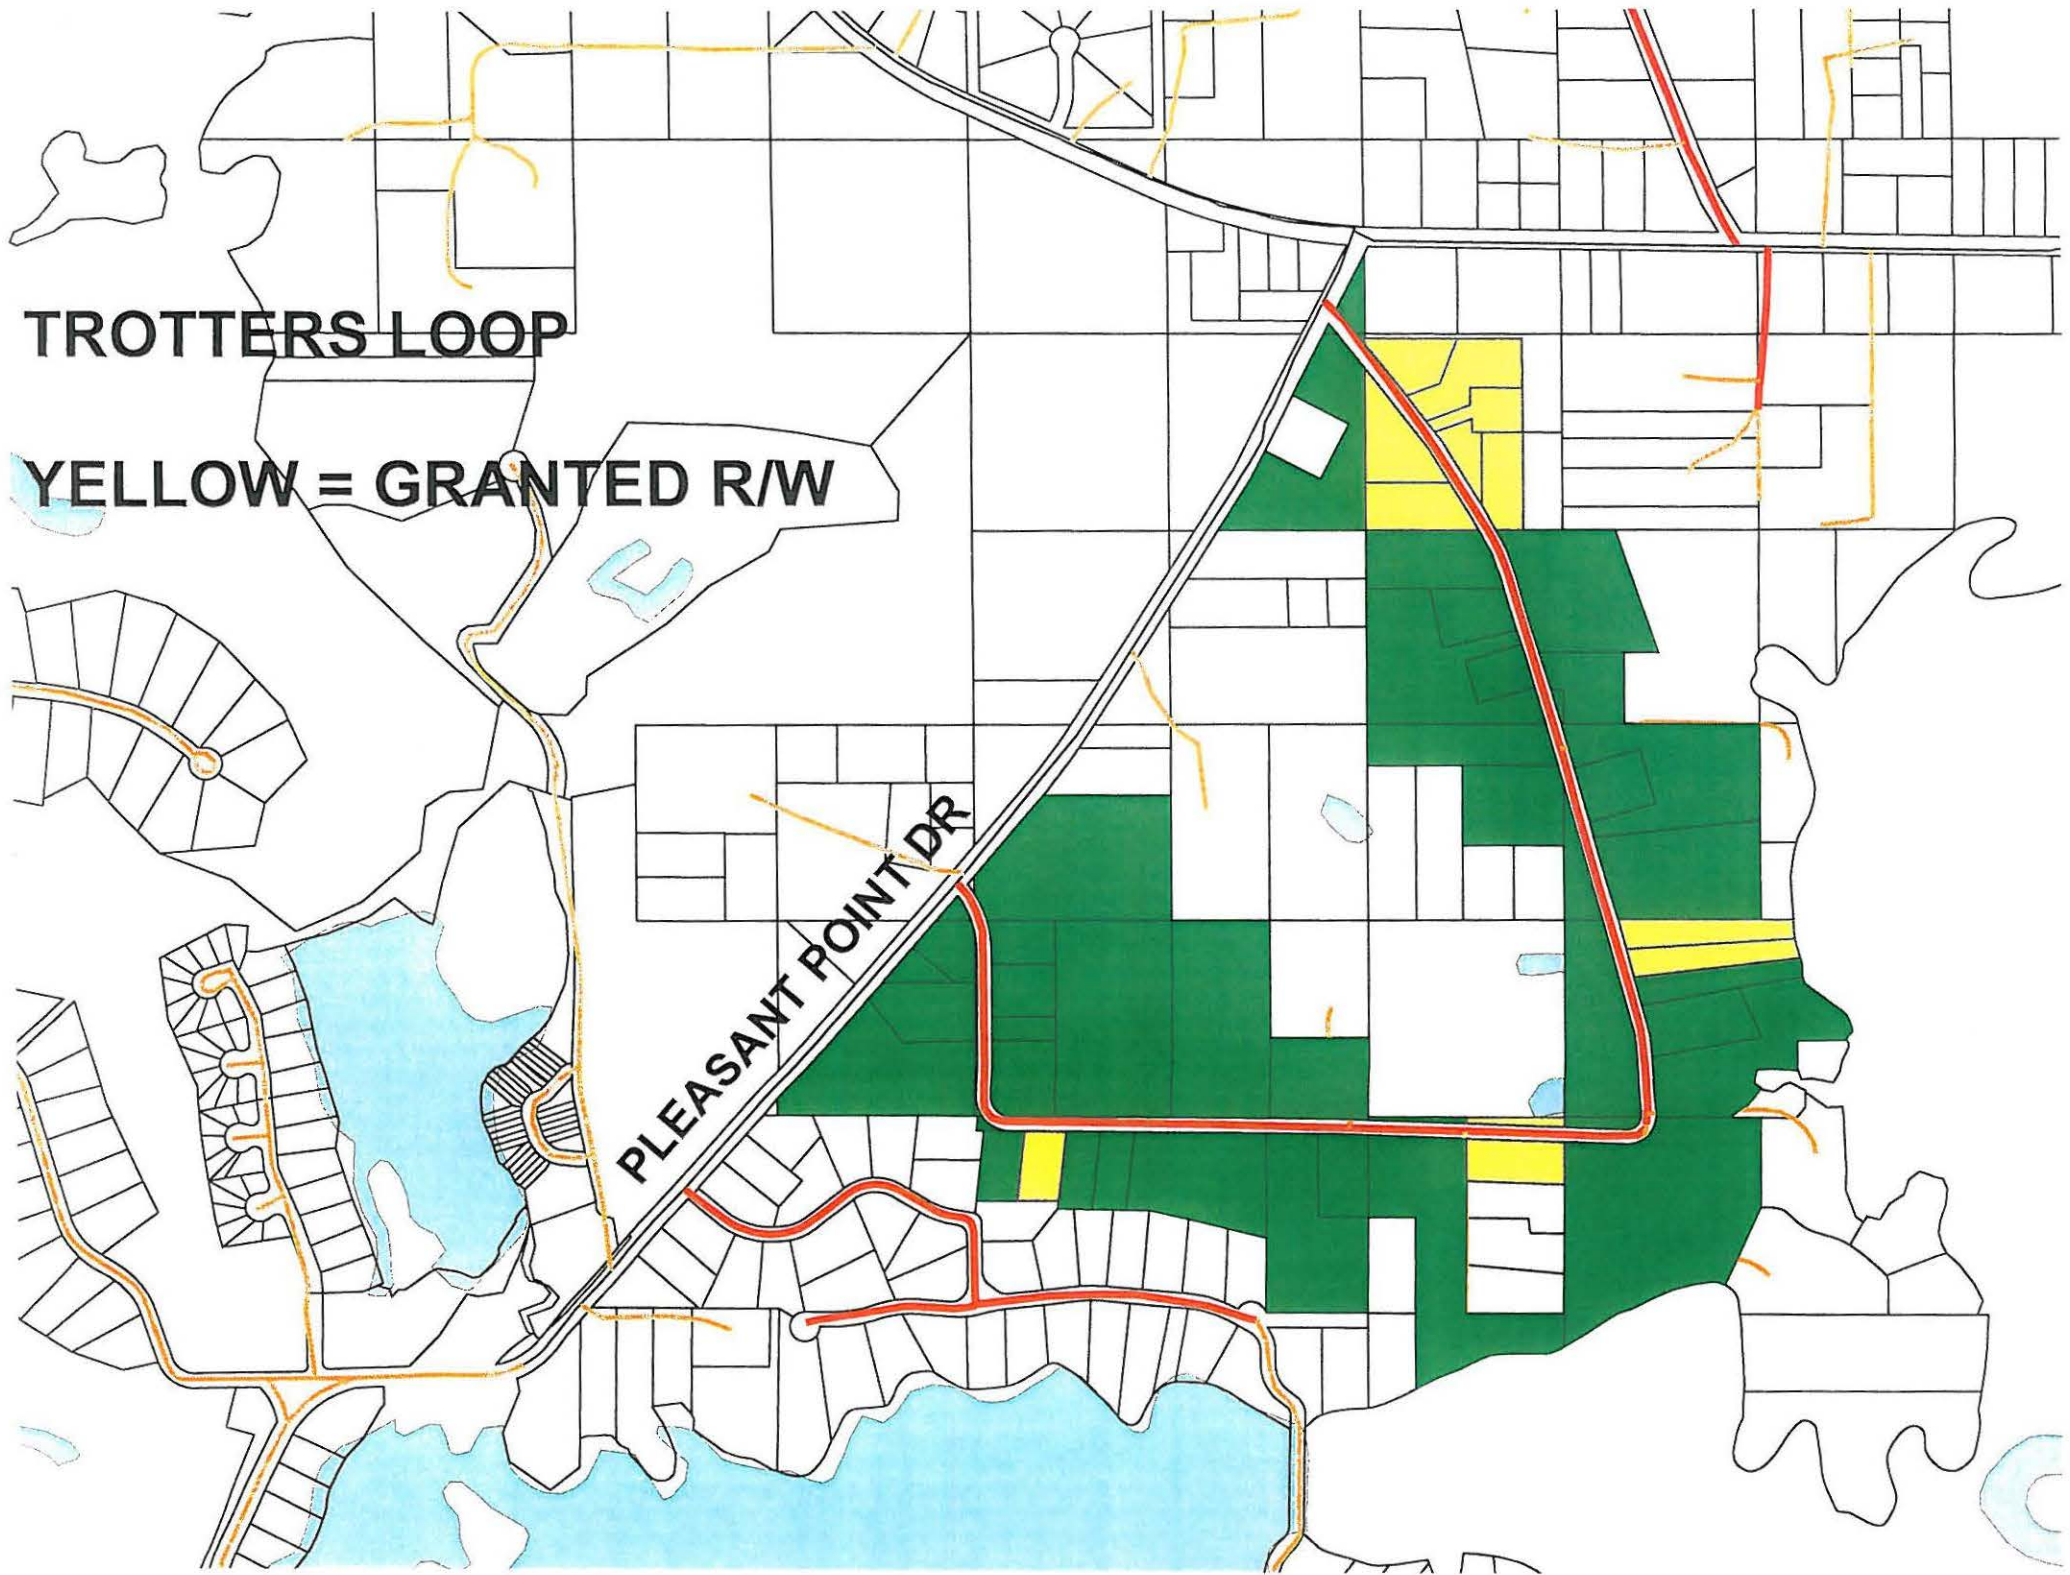 TROTTERS LOOP
YELLOW = GRANTED R/W
PLEASANT POINT DR